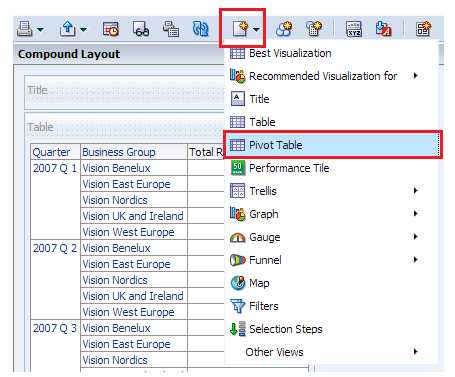 XYZ
Compound Layout
Title
Table
Quarter Business Group Total R
2007 Q 1 Vision Benelux
Vision East Europe
Vision Nordics
Vision UK and Ireland
Vision West Europe
2007 Q 2 Vision Benelux
Vision East Europe
Vision Nordics
Vision UK and Ireland
Vision West Europe
2007 Q 3 Vision Benelux
Vision East Europe
Vision Nordics
Best Visualization
Recommended Visualization for
A Title
Table
Pivot Table
50 Performance Tile
Trellis
Graph
Gauge
Funnel
Map
Filters
Selection Steps
Other Views